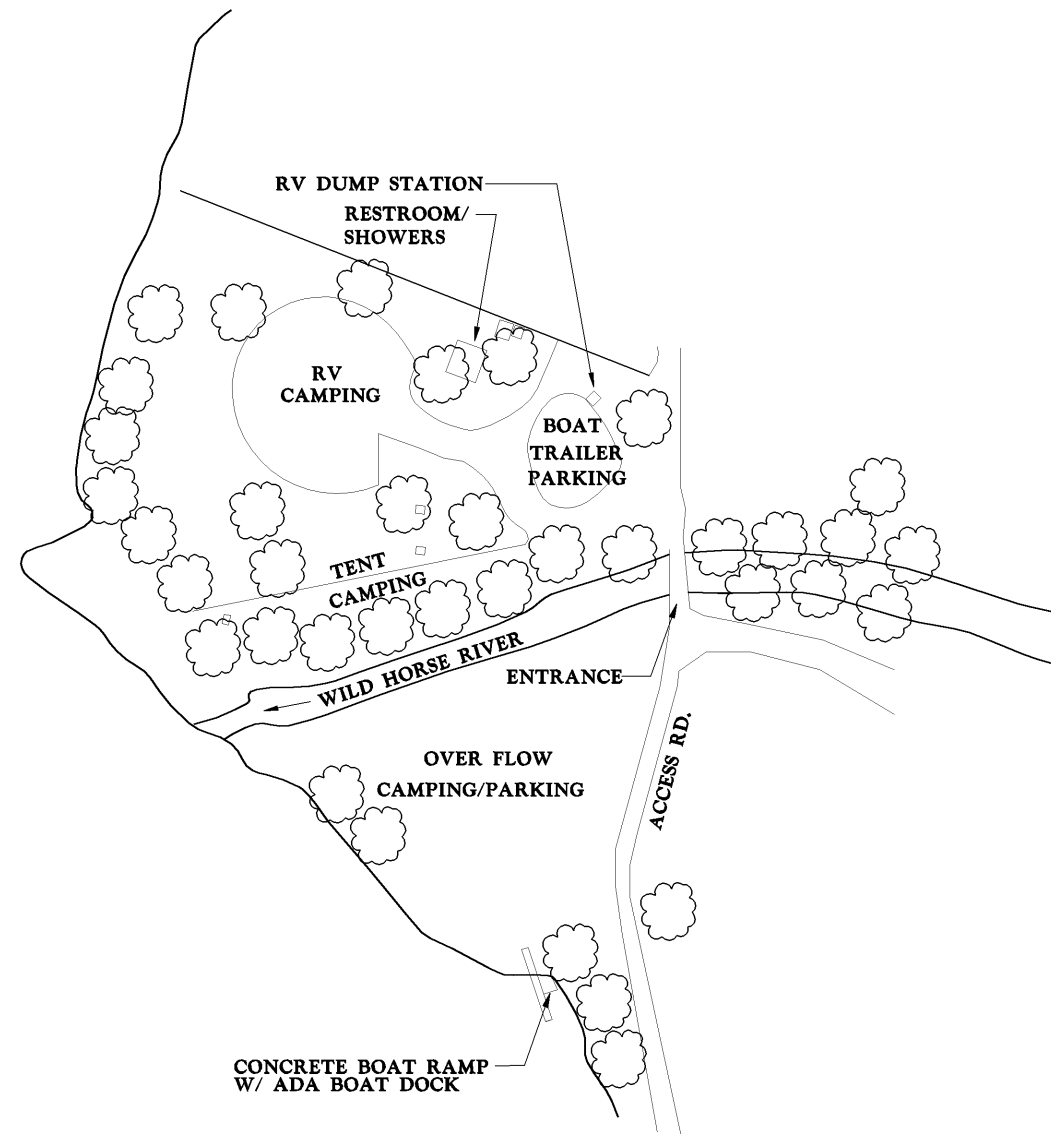 RV DUMP STATION
RESTROOM/
SHOWERS
RV
CAMPING
BOAT
TRAILER
PARKING
TENT
CAMPING
WILD HORSE RIVER
ENTRANCE
ACCESS RD.
OVER FLOW
CAMPING/PARKING
CONCRETE BOAT RAMP
W/ ADA BOAT DOCK